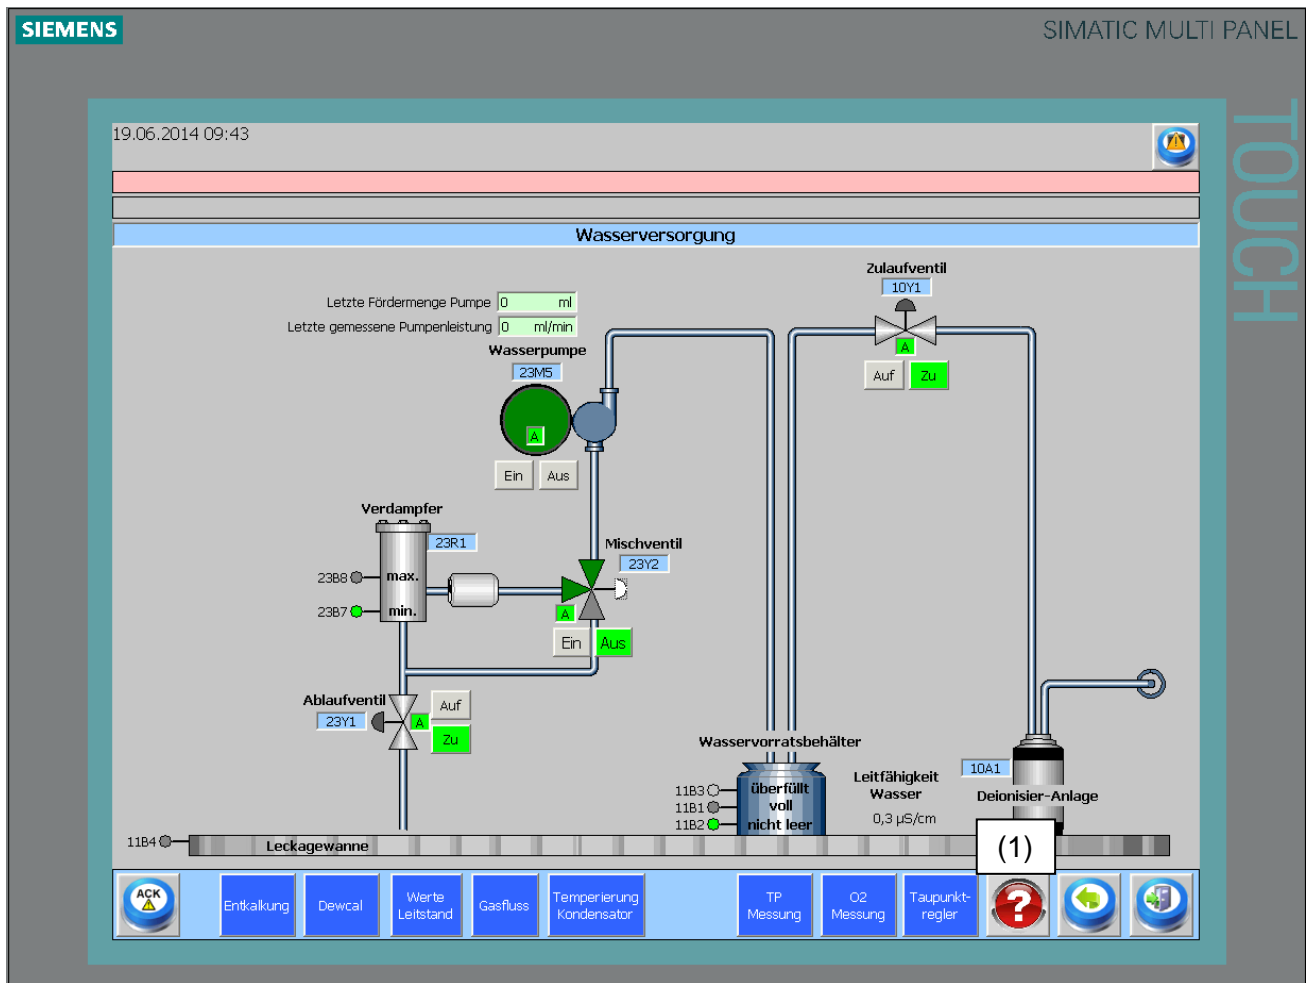 SIEMENS
SIMATIC MULTI PANEL
TOUCH
19.06.2014 09:43
Wasserversorgung
Zulaufventil
10Y1
A
Auf Zu
Letzte Fördermenge Pumpe 0 ml
Letzte gemessene Pumpenleistung 0 ml/min
Wasserpumpe
23M5
A
Ein Aus
Verdampfer
23R1
23B8 max.
23B7 min.
Mischventil
23Y2
A
Ein Aus
Ablaufventil
23Y1
A
Auf
Zu
Wasservorratsbehälter
11B3 überfüllt
11B1 voll
11B2 nicht leer
Leitfähigkeit
Wasser
0,3 µS/cm
10A1
Deionisier-Anlage
11B4
Leckagewanne
(1)
ACK
Entkalkung
Dewcal
Werte
Leitstand
Gasfluss
Temperierung
Kondensator
TP
Messung
O2
Messung
Taupunkt-
regler
?